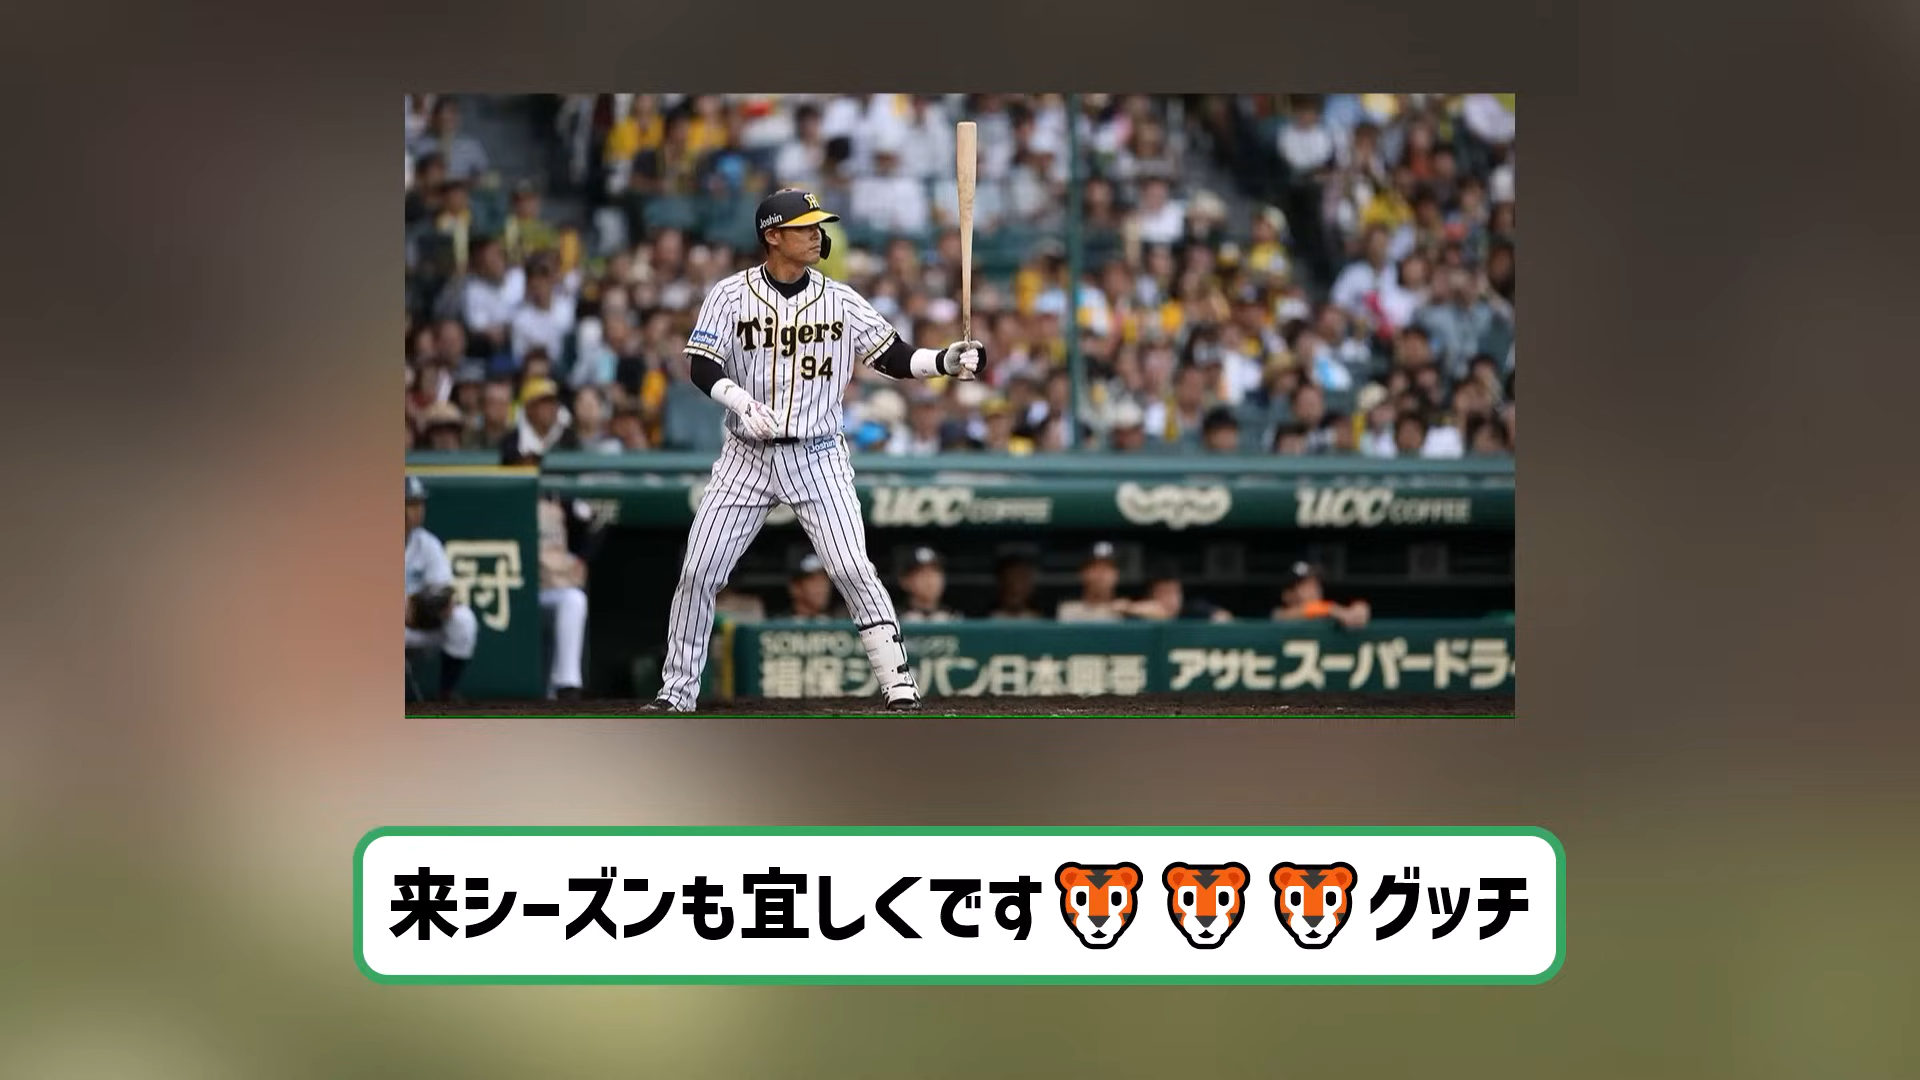 Joshin
Joshin
Tigers
94
Joshin
UCC COFFEE
UCC COFFEE
損保ジャパン日本興亜
アサヒスーパードラ
来シーズンも宜しくです🐯🐯🐯グッチ